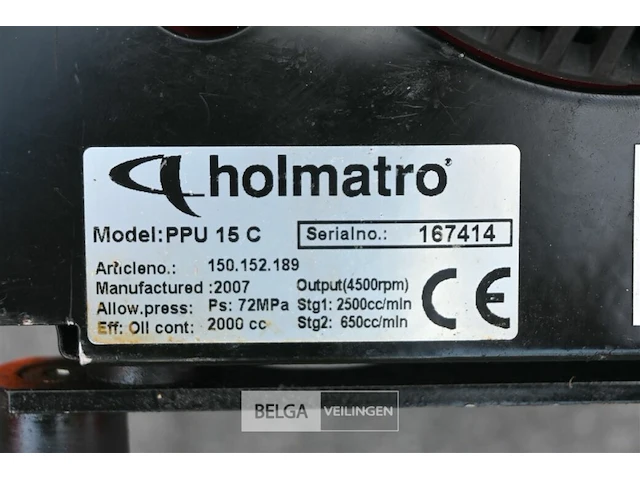 holmatro
Model:PPU 15 C Serialno.: 167414
Articleno.: 150.152.189
Manufactured :2007 Output(4500rpm)
Allow.press: Ps: 72MPa Stg1: 2500cc/min
Eff: Oil cont: 2000 cc Stg2: 650cc/min
CE
BELGA VEILINGEN